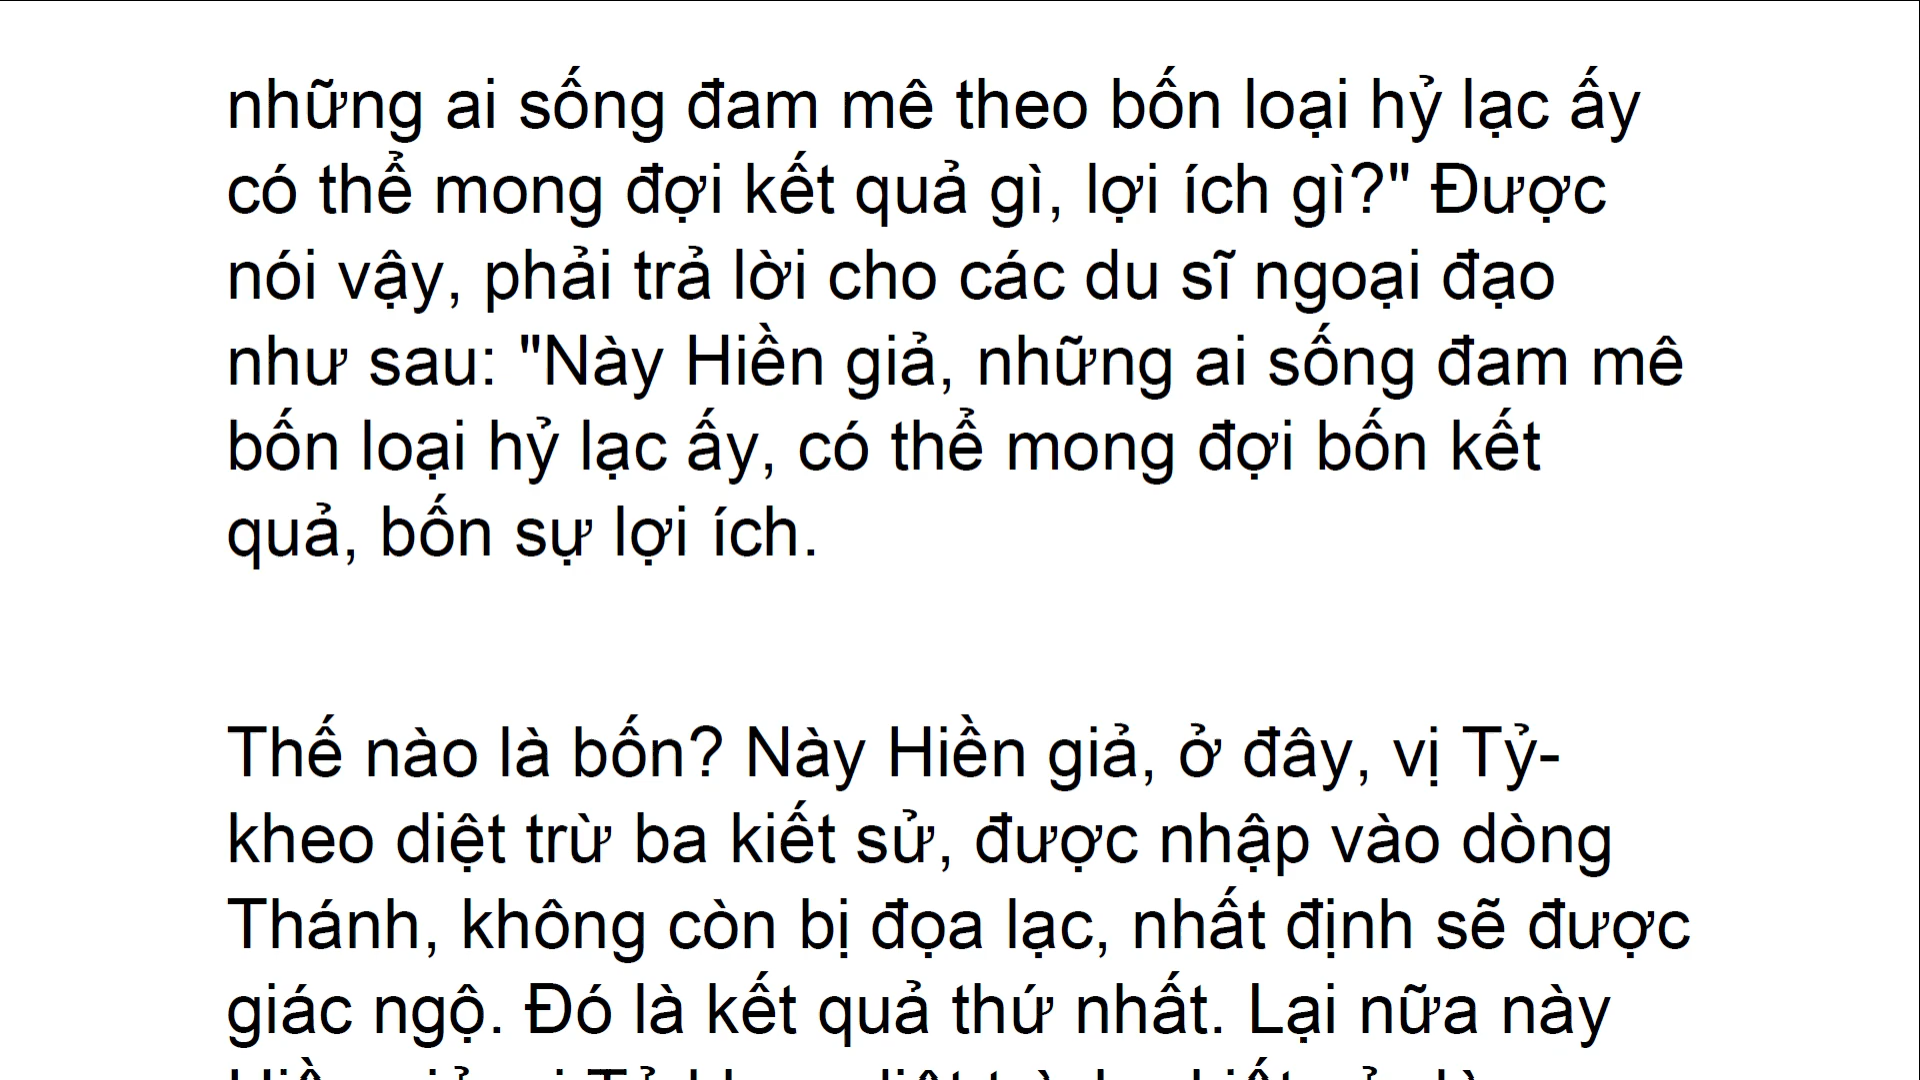 những ai sống đam mê theo bốn loại hỷ lạc ấy
có thể mong đợi kết quả gì, lợi ích gì?" Được
nói vậy, phải trả lời cho các du sĩ ngoại đạo
như sau: "Này Hiền giả, những ai sống đam mê
bốn loại hỷ lạc ấy, có thể mong đợi bốn kết
quả, bốn sự lợi ích.
Thế nào là bốn? Này Hiền giả, ở đây, vị Tỷ-
kheo diệt trừ ba kiết sử, được nhập vào dòng
Thánh, không còn bị đọa lạc, nhất định sẽ được
giác ngộ. Đó là kết quả thứ nhất. Lại nữa này